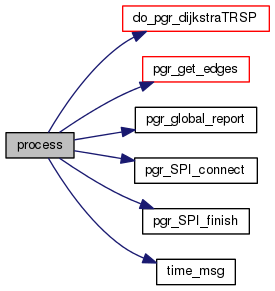 do_pgr_dijkstraTRSP
pgr_get_edges
pgr_global_report
process
pgr_SPI_connect
pgr_SPI_finish
time_msg